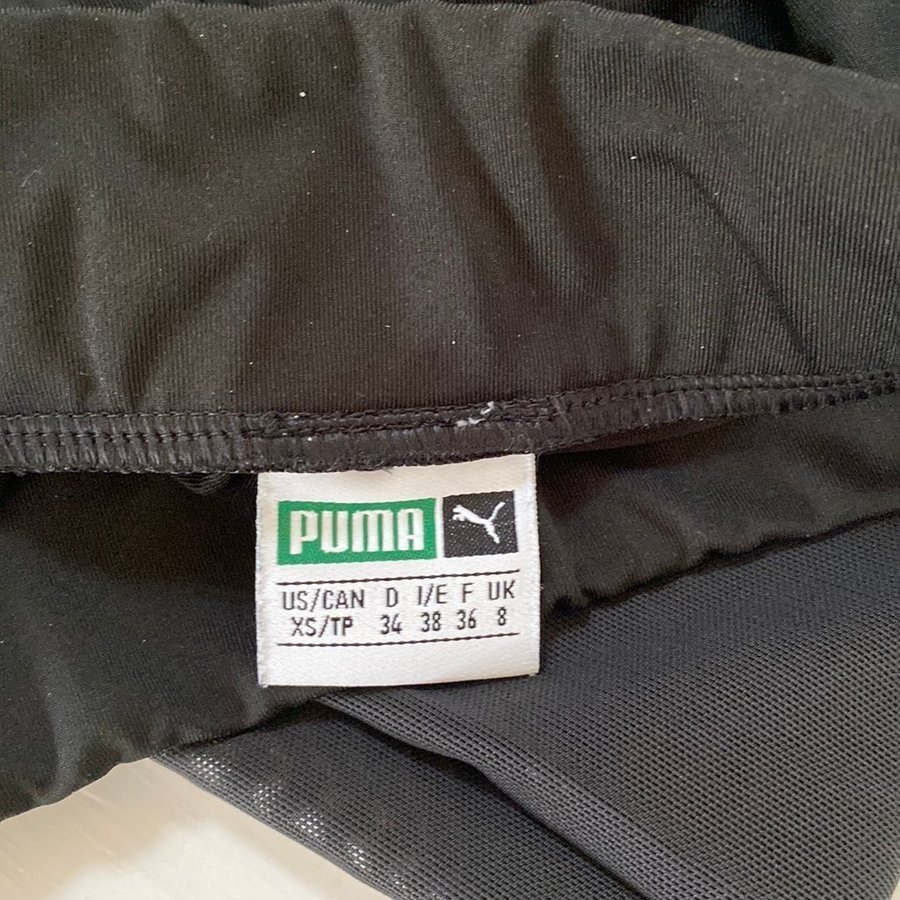 PUMA
US/CAN D I/E F UK
XS/TP 34 38 36 8